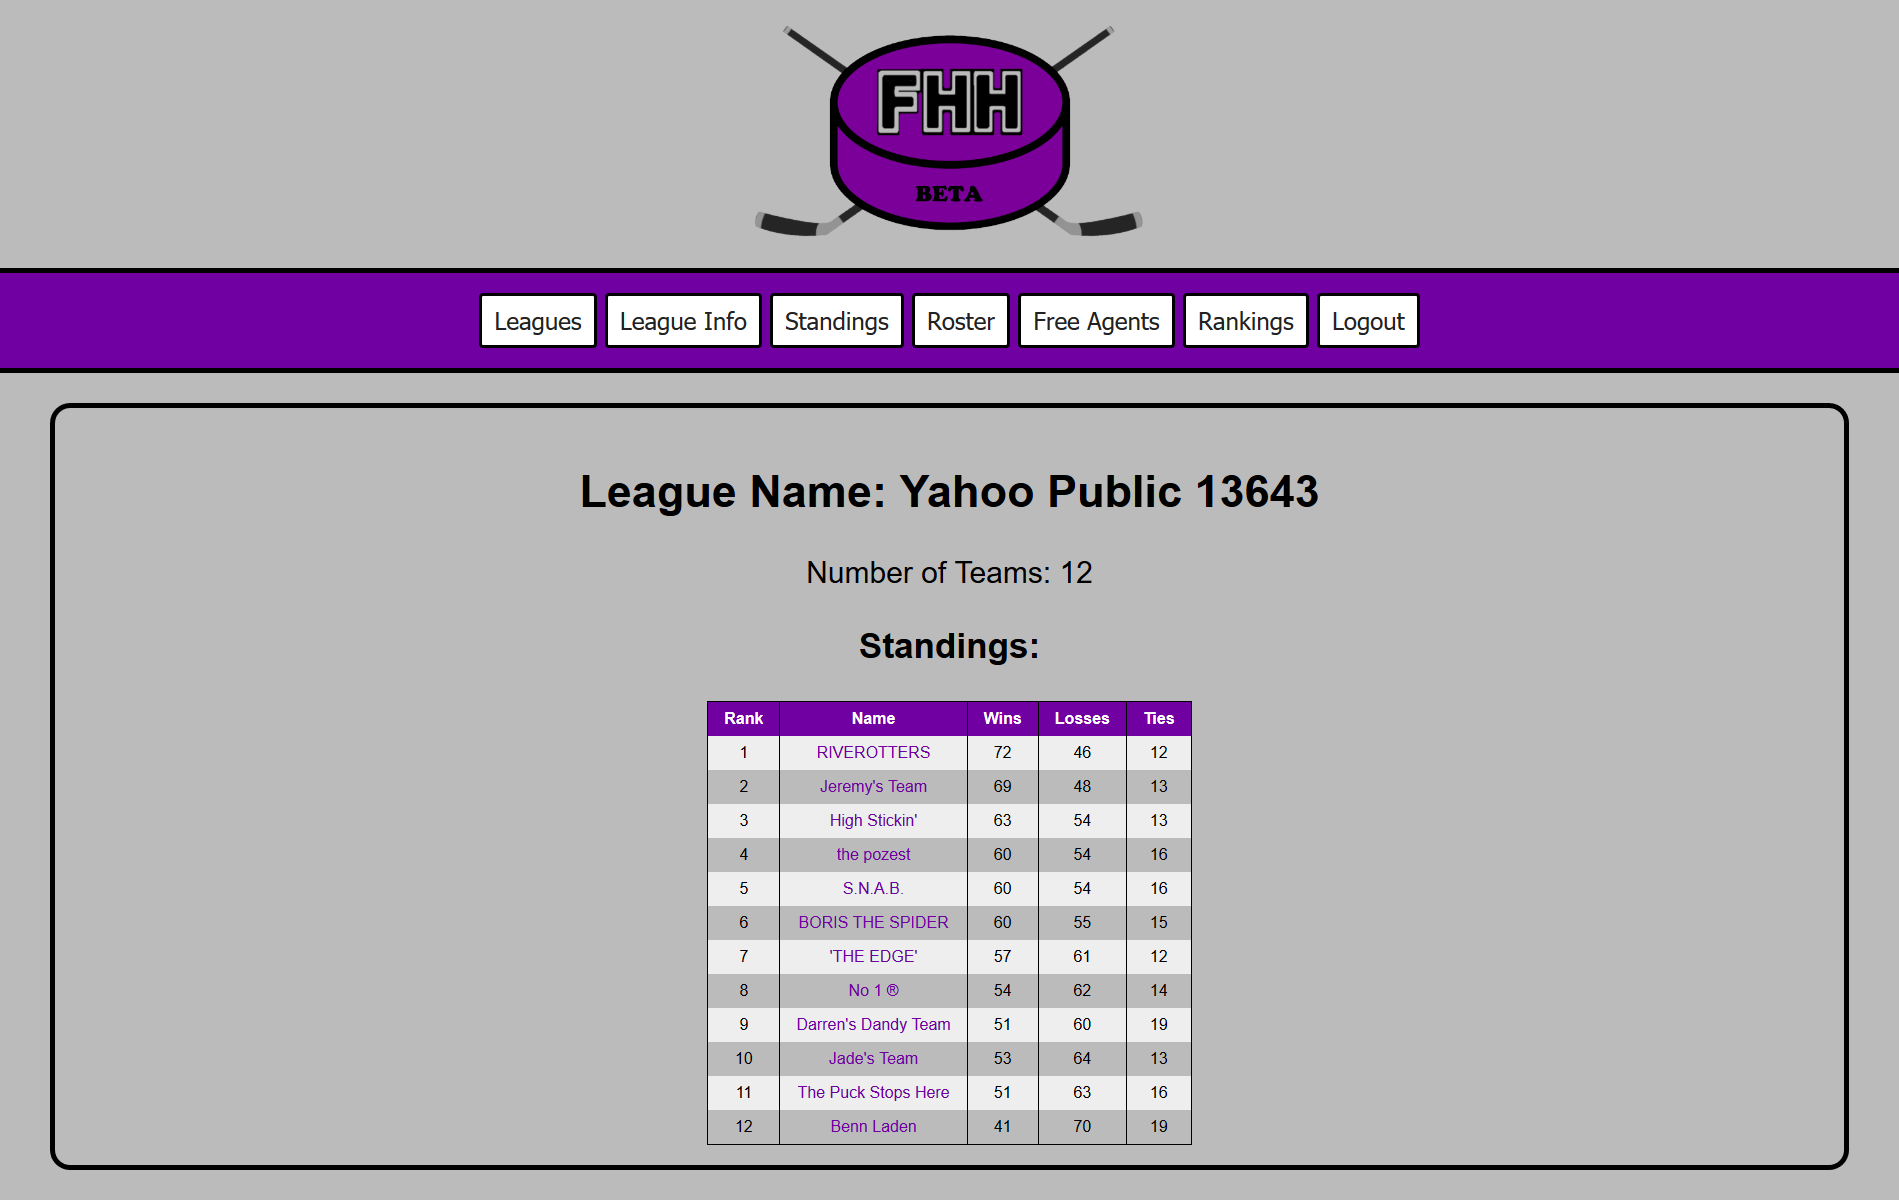 FHH
BETA
Leagues League Info Standings Roster Free Agents Rankings Logout
League Name: Yahoo Public 13643
Number of Teams: 12
Standings:
Rank Name Wins Losses Ties
1 RIVEROTTERS 72 46 12
2 Jeremy's Team 69 48 13
3 High Stickin' 63 54 13
4 the pozest 60 54 16
5 S.N.A.B. 60 54 16
6 BORIS THE SPIDER 60 55 15
7 'THE EDGE' 57 61 12
8 No 1 ® 54 62 14
9 Darren's Dandy Team 51 60 19
10 Jade's Team 53 64 13
11 The Puck Stops Here 51 63 16
12 Benn Laden 41 70 19